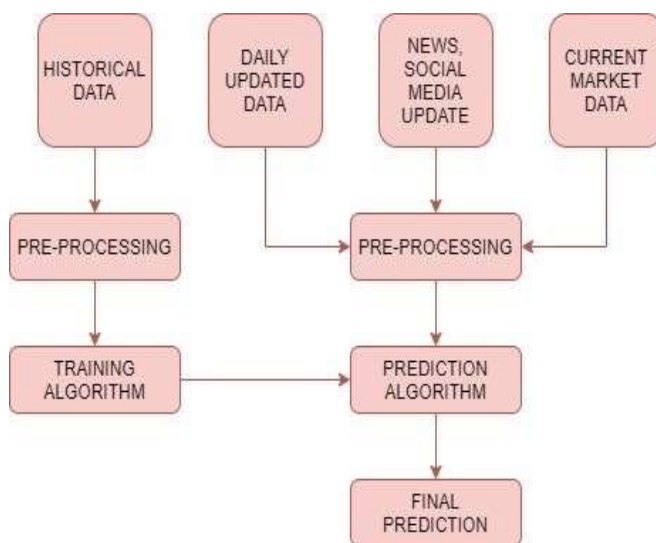 HISTORICAL
DATA
DAILY
UPDATED
DATA
NEWS,
SOCIAL
MEDIA
UPDATE
CURRENT
MARKET
DATA
PRE-PROCESSING
PRE-PROCESSING
TRAINING
ALGORITHM
PREDICTION
ALGORITHM
FINAL
PREDICTION